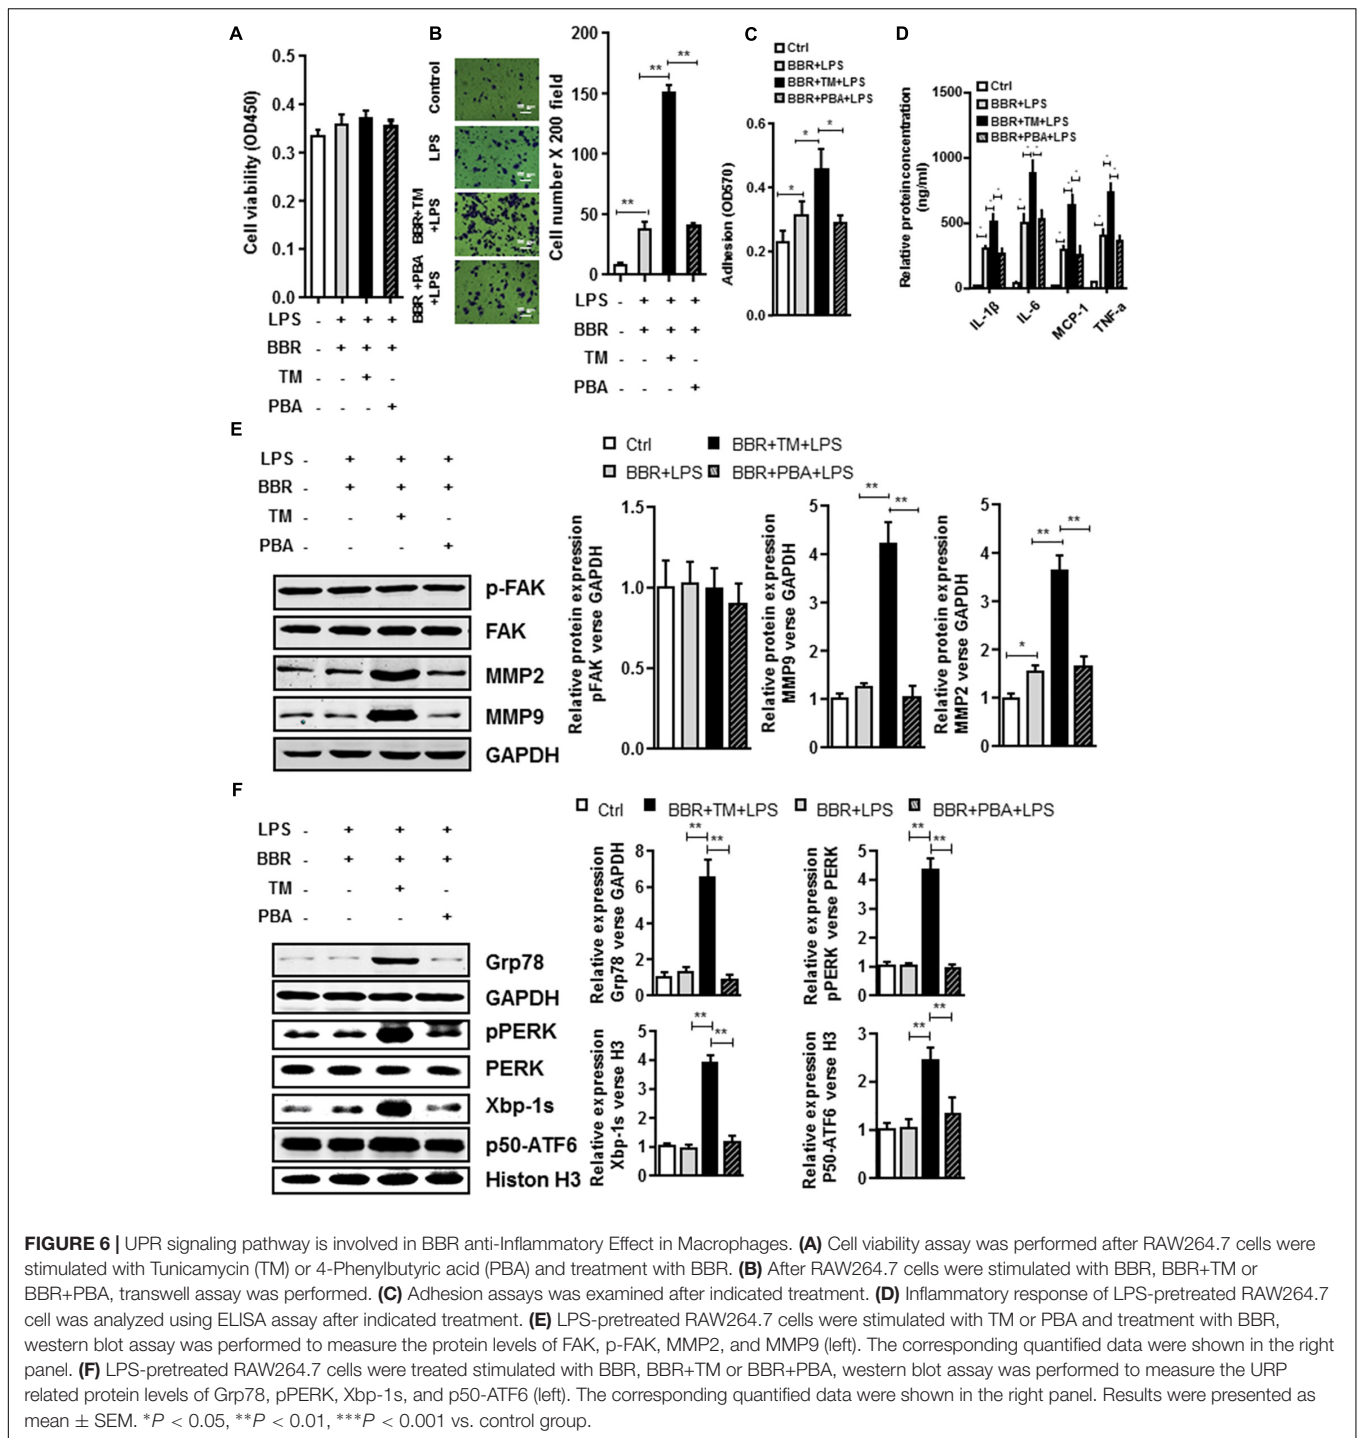 A
Cell viability (OD450)
0.5
0.4
0.3
0.2
0.1
0.0
LPS - + + +
BBR - + + +
TM - - + -
PBA - - - +
B
Control
LPS
BBR+TM
+LPS
BBR +PBA
+LPS
Cell number X 200 field
200
150
100
50
0
** ** **
LPS - + + +
BBR - + + +
TM - - + -
PBA - - - +
C
Ctrl
BBR+LPS
BBR+TM+LPS
BBR+PBA+LPS
Adhesion (OD570)
0.6
0.4
0.2
0.0
* * *
D
Ctrl
BBR+LPS
BBR+TM+LPS
BBR+PBA+LPS
Relative protein concentration
(ng/ml)
1500
1000
500
0
IL-1β
IL-6
MCP-1
TNF-a
E
LPS - + + +
BBR - + + +
TM - - + -
PBA - - - +
p-FAK
FAK
MMP2
MMP9
GAPDH
Ctrl
BBR+TM+LPS
BBR+LPS
BBR+PBA+LPS
Relative protein expression
pFAK verse GAPDH
1.5
1.0
0.5
0.0
Relative protein expression
MMP9 verse GAPDH
5
4
3
2
1
0
** **
Relative protein expression
MMP2 verse GAPDH
5
4
3
2
1
0
* ** **
F
LPS - + + +
BBR - + + +
TM - - + -
PBA - - - +
Grp78
GAPDH
pPERK
PERK
Xbp-1s
p50-ATF6
Histon H3
Ctrl
BBR+TM+LPS
BBR+LPS
BBR+PBA+LPS
Relative expression
Grp78 verse GAPDH
8
6
4
2
0
** **
Relative expression
pPERK verse PERK
5
4
3
2
1
0
** **
Relative expression
Xbp-1s verse H3
5
4
3
2
1
0
** **
Relative expression
P50-ATF6 verse H3
3
2
1
0
** **
FIGURE 6 | UPR signaling pathway is involved in BBR anti-Inflammatory Effect in Macrophages. (A) Cell viability assay was performed after RAW264.7 cells were
stimulated with Tunicamycin (TM) or 4-Phenylbutyric acid (PBA) and treatment with BBR. (B) After RAW264.7 cells were stimulated with BBR, BBR+TM or
BBR+PBA, transwell assay was performed. (C) Adhesion assays was examined after indicated treatment. (D) Inflammatory response of LPS-pretreated RAW264.7
cell was analyzed using ELISA assay after indicated treatment. (E) LPS-pretreated RAW264.7 cells were stimulated with TM or PBA and treatment with BBR,
western blot assay was performed to measure the protein levels of FAK, p-FAK, MMP2, and MMP9 (left). The corresponding quantified data were shown in the right
panel. (F) LPS-pretreated RAW264.7 cells were treated stimulated with BBR, BBR+TM or BBR+PBA, western blot assay was performed to measure the URP
related protein levels of Grp78, pPERK, Xbp-1s, and p50-ATF6 (left). The corresponding quantified data were shown in the right panel. Results were presented as
mean ± SEM. *P < 0.05, **P < 0.01, ***P < 0.001 vs. control group.